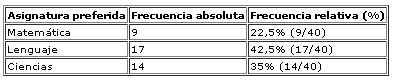 Asignatura preferida Frecuencia absoluta Frecuencia relativa (%)
Matemática 9 22,5% (9/40)
Lenguaje 17 42,5% (17/40)
Ciencias 14 35% (14/40)